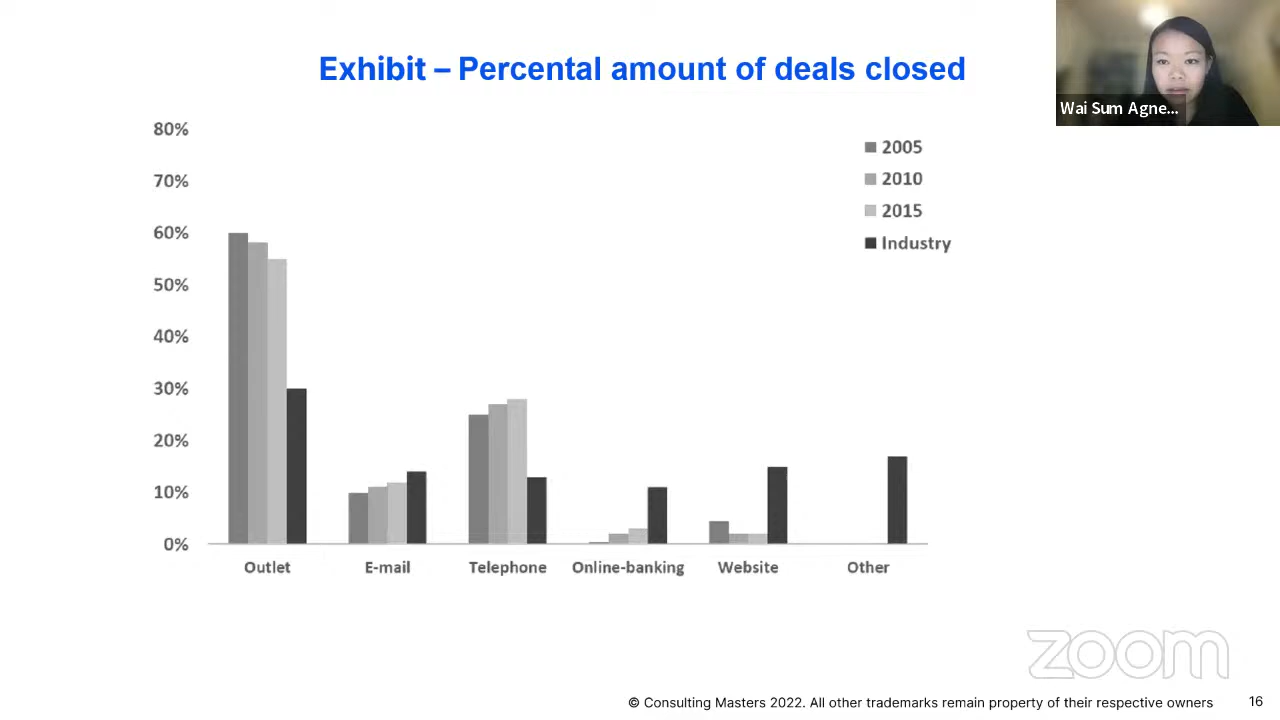 Exhibit – Percental amount of deals closed
Wai Sum Agne...
80%
70%
60%
50%
40%
30%
20%
10%
0%
2005
2010
2015
Industry
Outlet
E-mail
Telephone
Online-banking
Website
Other
zoom
© Consulting Masters 2022. All other trademarks remain property of their respective owners
16